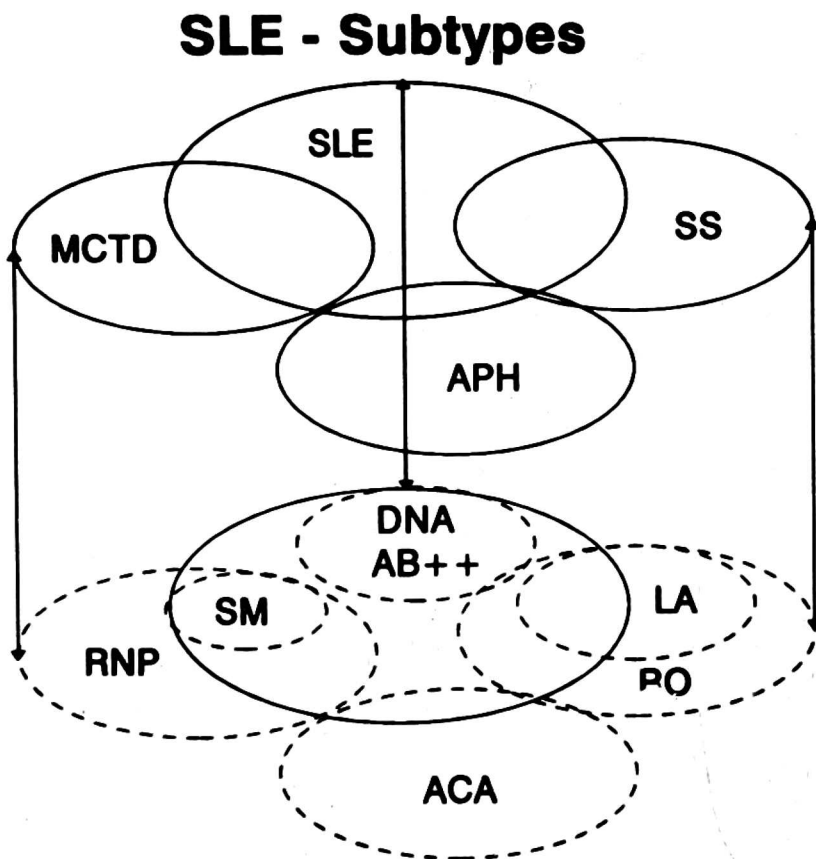 SLE - Subtypes
SLE
MCTD
SS
APH
DNA
AB++
SM
LA
RNP
RO
ACA